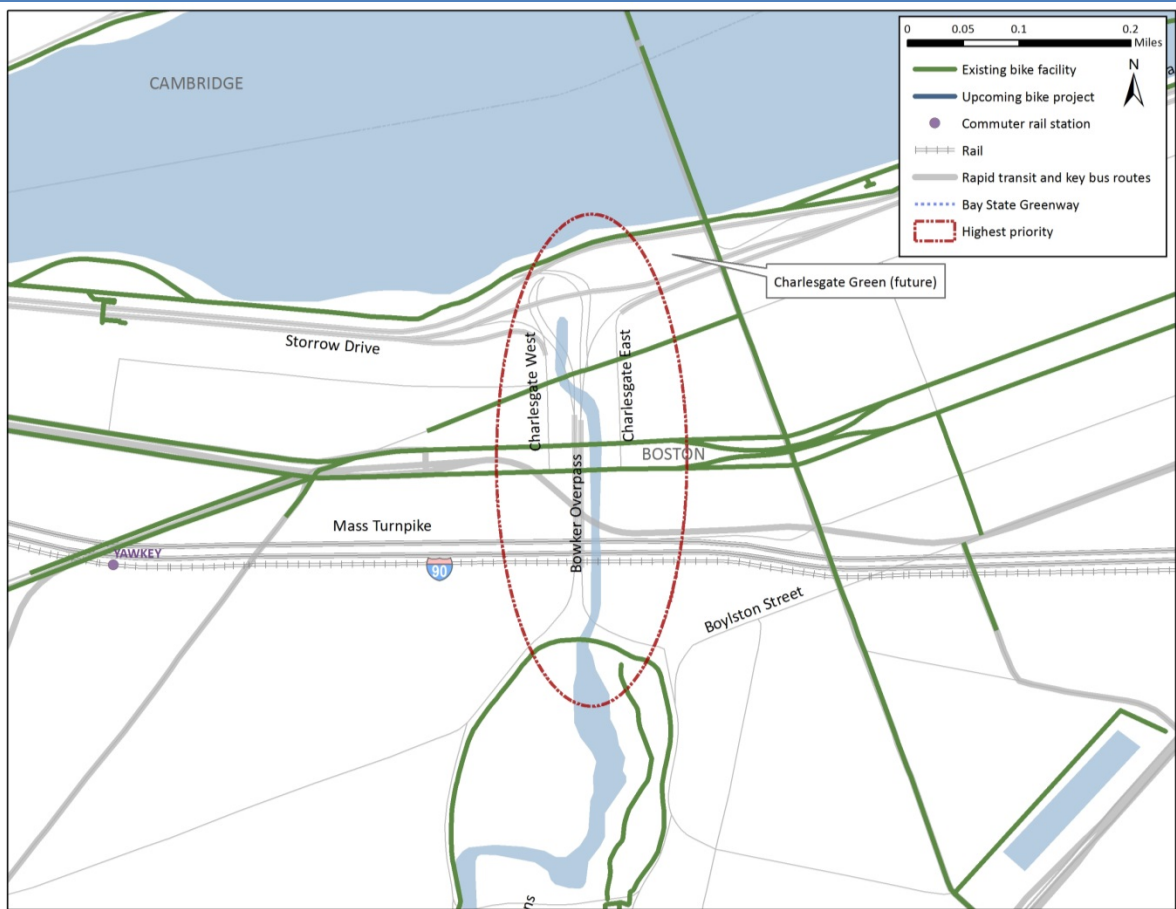 CAMBRIDGE
0 0.05 0.1 0.2
Miles
N
Existing bike facility
Upcoming bike project
Commuter rail station
Rail
Rapid transit and key bus routes
Bay State Greenway
Highest priority
Charlesgate Green (future)
Storrow Drive
Charlesgate West
Charlesgate East
BOSTON
Bowker Overpass
Mass Turnpike
YAWKEY
90
Boylston Street